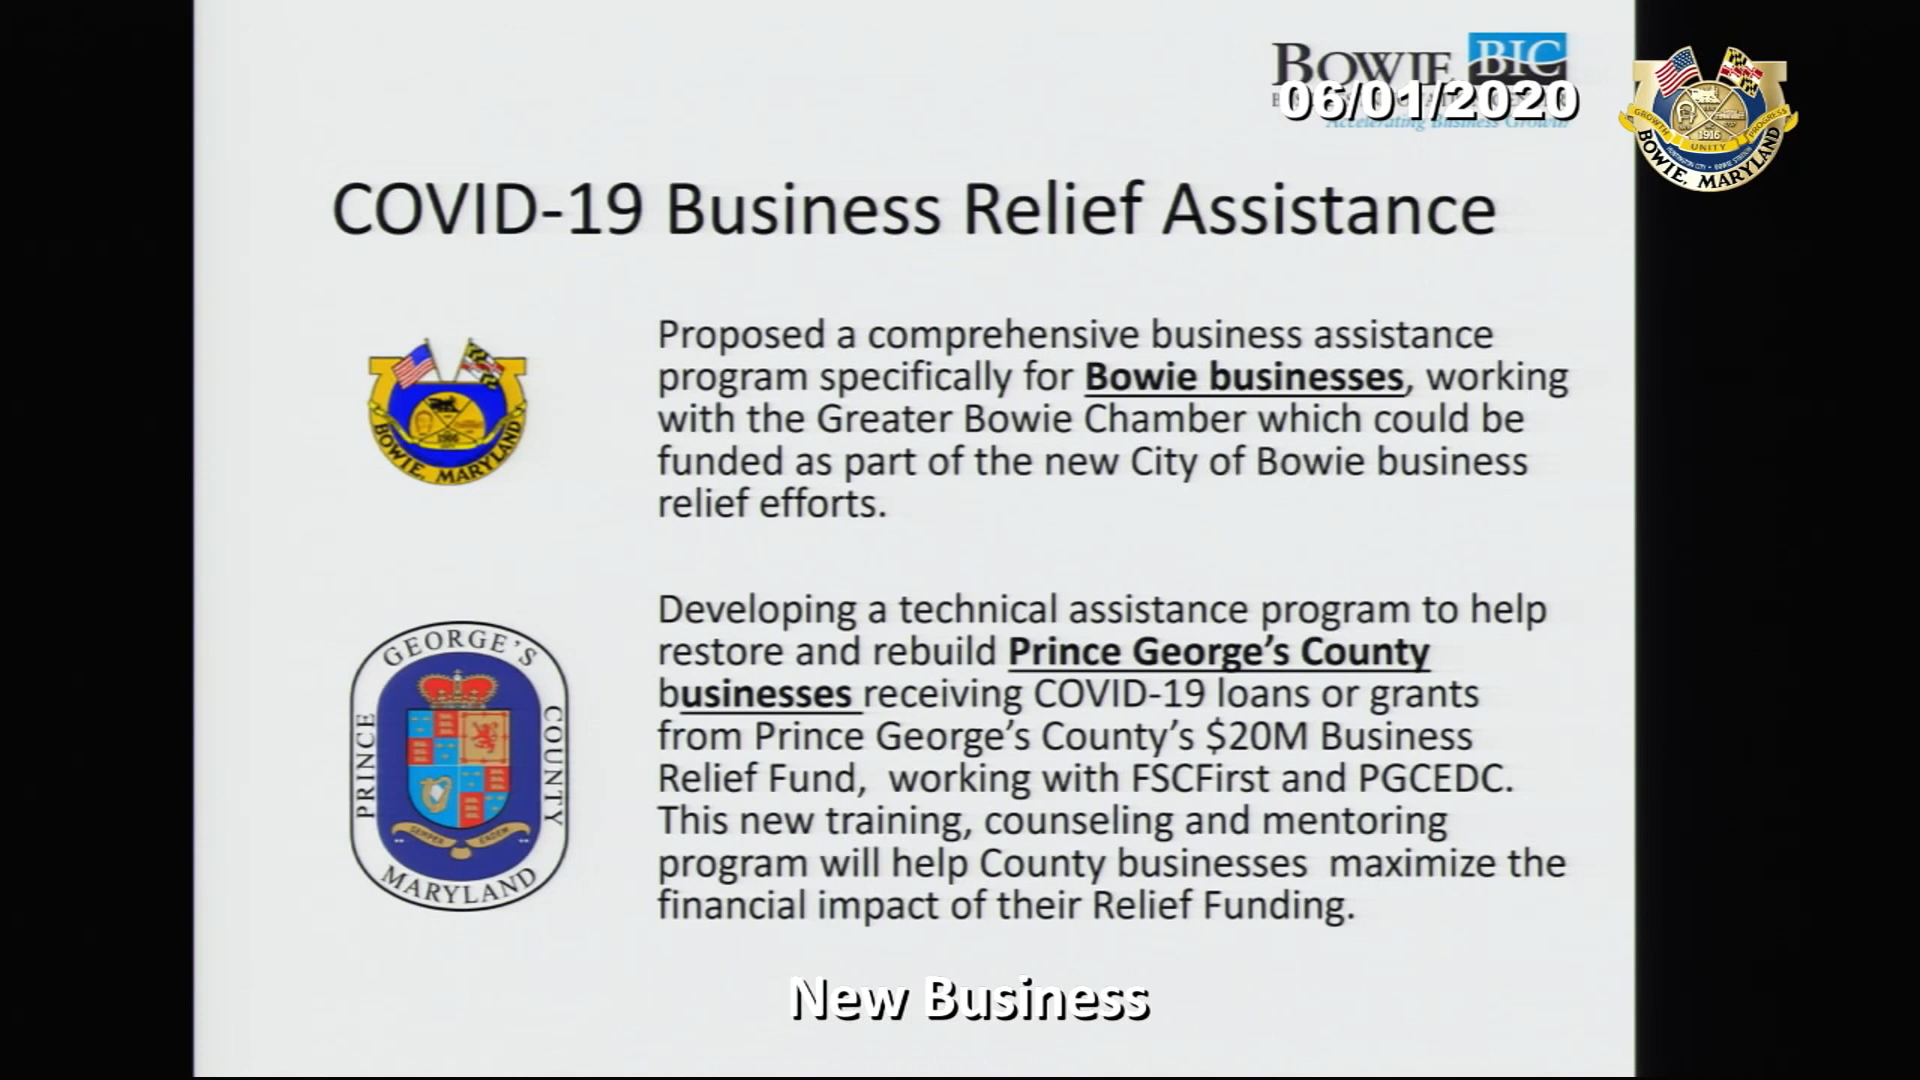 BOWIE BIC
06/01/2020
Accelerating Business Growth
GROWTH
PROGRESS
1916
UNITY
BOWIE, MARYLAND
COVID-19 Business Relief Assistance
Proposed a comprehensive business assistance
program specifically for Bowie businesses, working
with the Greater Bowie Chamber which could be
funded as part of the new City of Bowie business
relief efforts.
1916
BOWIE, MARYLAND
Developing a technical assistance program to help
restore and rebuild Prince George’s County
businesses receiving COVID-19 loans or grants
from Prince George’s County’s $20M Business
Relief Fund,  working with FSCFirst and PGCEDC.
This new training, counseling and mentoring
program will help County businesses  maximize the
financial impact of their Relief Funding.
PRINCE
GEORGE'S
COUNTY
SEMPER EADEM
MARYLAND
New Business